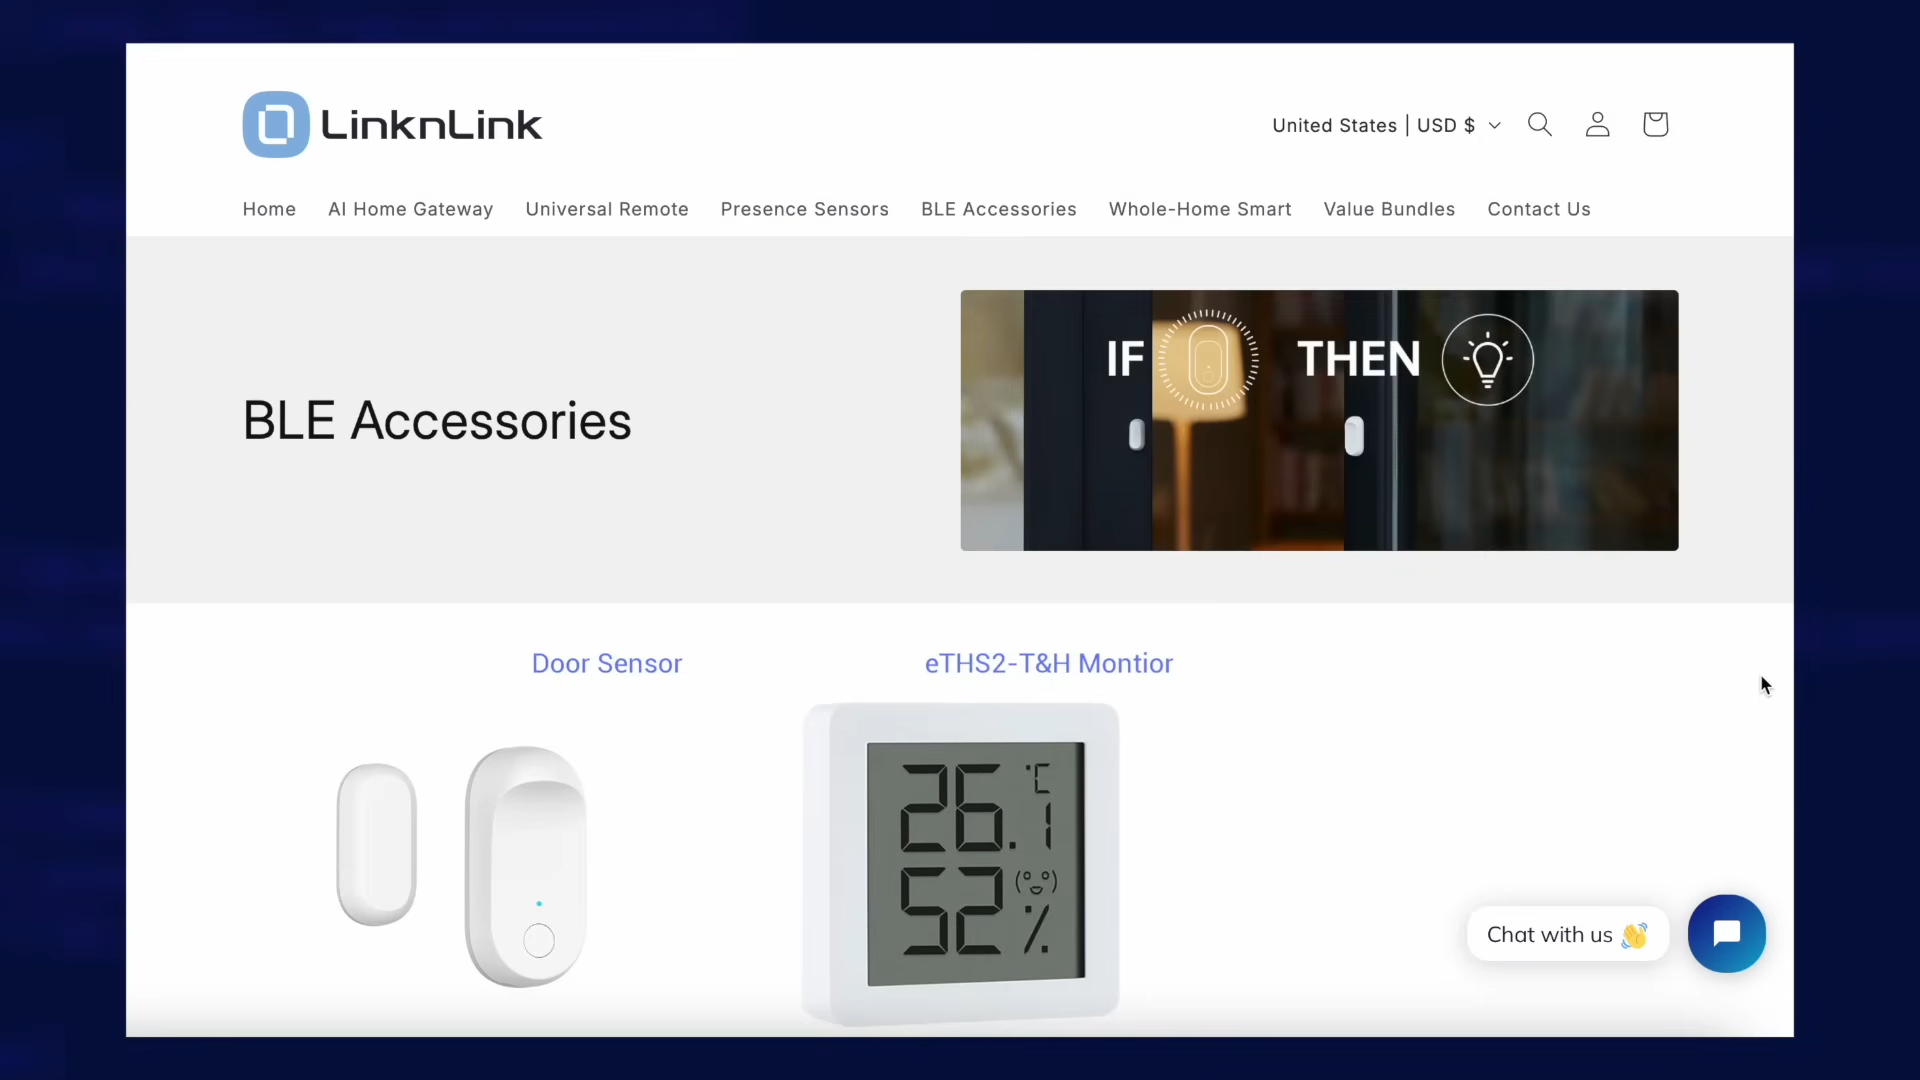 LinknLink
United States | USD $
Home AI Home Gateway Universal Remote Presence Sensors BLE Accessories Whole-Home Smart Value Bundles Contact Us
BLE Accessories
IF THEN
Door Sensor
eTHS2-T&H Montior
26.1 °C
52 %
Chat with us 👋